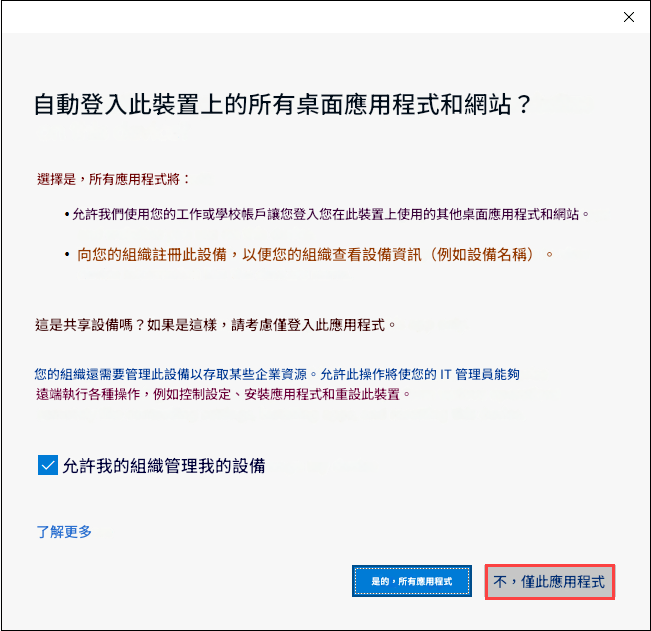 自動登入此裝置上的所有桌面應用程式和網站？
選擇是，所有應用程式將：
• 允許我們使用您的工作或學校帳戶讓您登入您在此裝置上使用的其他桌面應用程式和網站。
• 向您的組織註冊此設備，以便您的組織查看設備資訊（例如設備名稱）。
這是共享設備嗎？如果是這樣，請考慮僅登入此應用程式。
您的組織還需要管理此設備以存取某些企業資源。允許此操作將使您的 IT 管理員能夠
遠端執行各種操作，例如控制設定、安裝應用程式和重設此裝置。
允許我的組織管理我的設備
了解更多
是的，所有應用程式
不，僅此應用程式